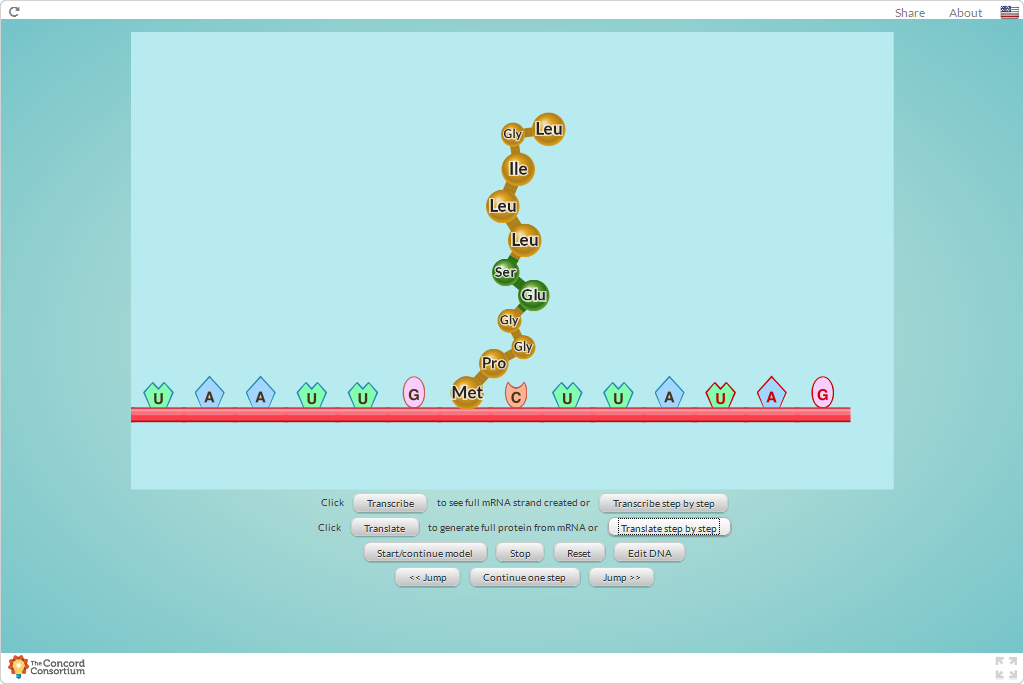 Share About
Leu
Gly
Ile
Leu
Leu
Ser
Glu
Gly
Gly
Pro
Met
U A A U U G C U U A U A G
Click Transcribe to see full mRNA strand created or Transcribe step by step
Click Translate to generate full protein from mRNA or Translate step by step
Start/continue model Stop Reset Edit DNA
<< Jump Continue one step Jump >>
The Concord
Consortium